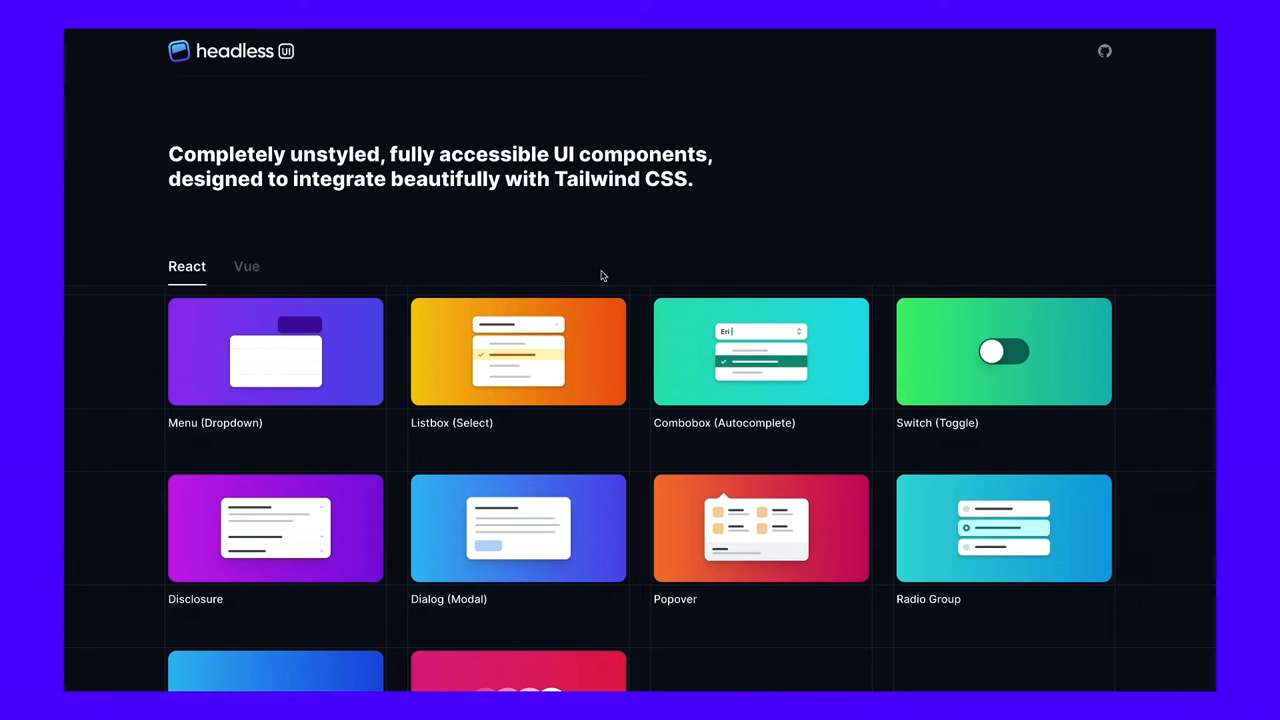 headless UI
Completely unstyled, fully accessible UI components,
designed to integrate beautifully with Tailwind CSS.
React
Vue
Eri
Menu (Dropdown)
Listbox (Select)
Combobox (Autocomplete)
Switch (Toggle)
Disclosure
Dialog (Modal)
Popover
Radio Group